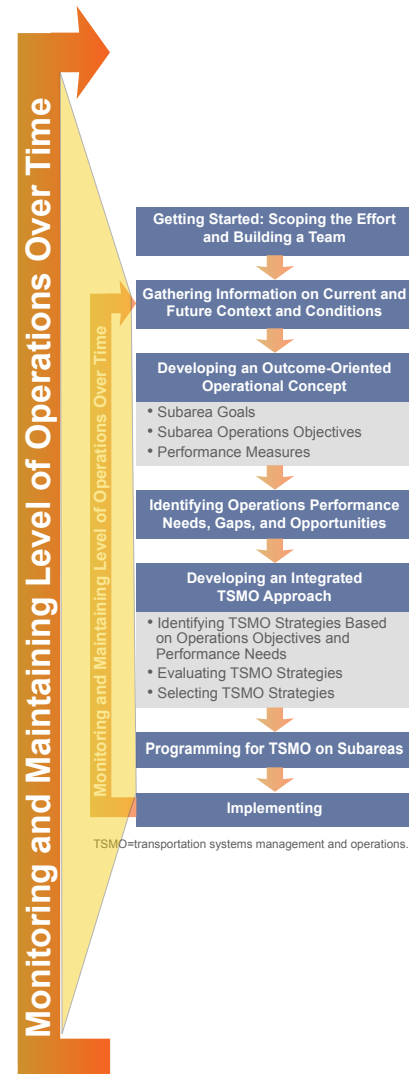 Monitoring and Maintaining Level of Operations Over Time
Monitoring and Maintaining Level of Operations Over Time
Getting Started: Scoping the Effort
and Building a Team
Gathering Information on Current and
Future Context and Conditions
Developing an Outcome-Oriented
Operational Concept
• Subarea Goals
• Subarea Operations Objectives
• Performance Measures
Identifying Operations Performance
Needs, Gaps, and Opportunities
Developing an Integrated
TSMO Approach
• Identifying TSMO Strategies Based
on Operations Objectives and
Performance Needs
• Evaluating TSMO Strategies
• Selecting TSMO Strategies
Programming for TSMO on Subareas
Implementing
TSMO=transportation systems management and operations.